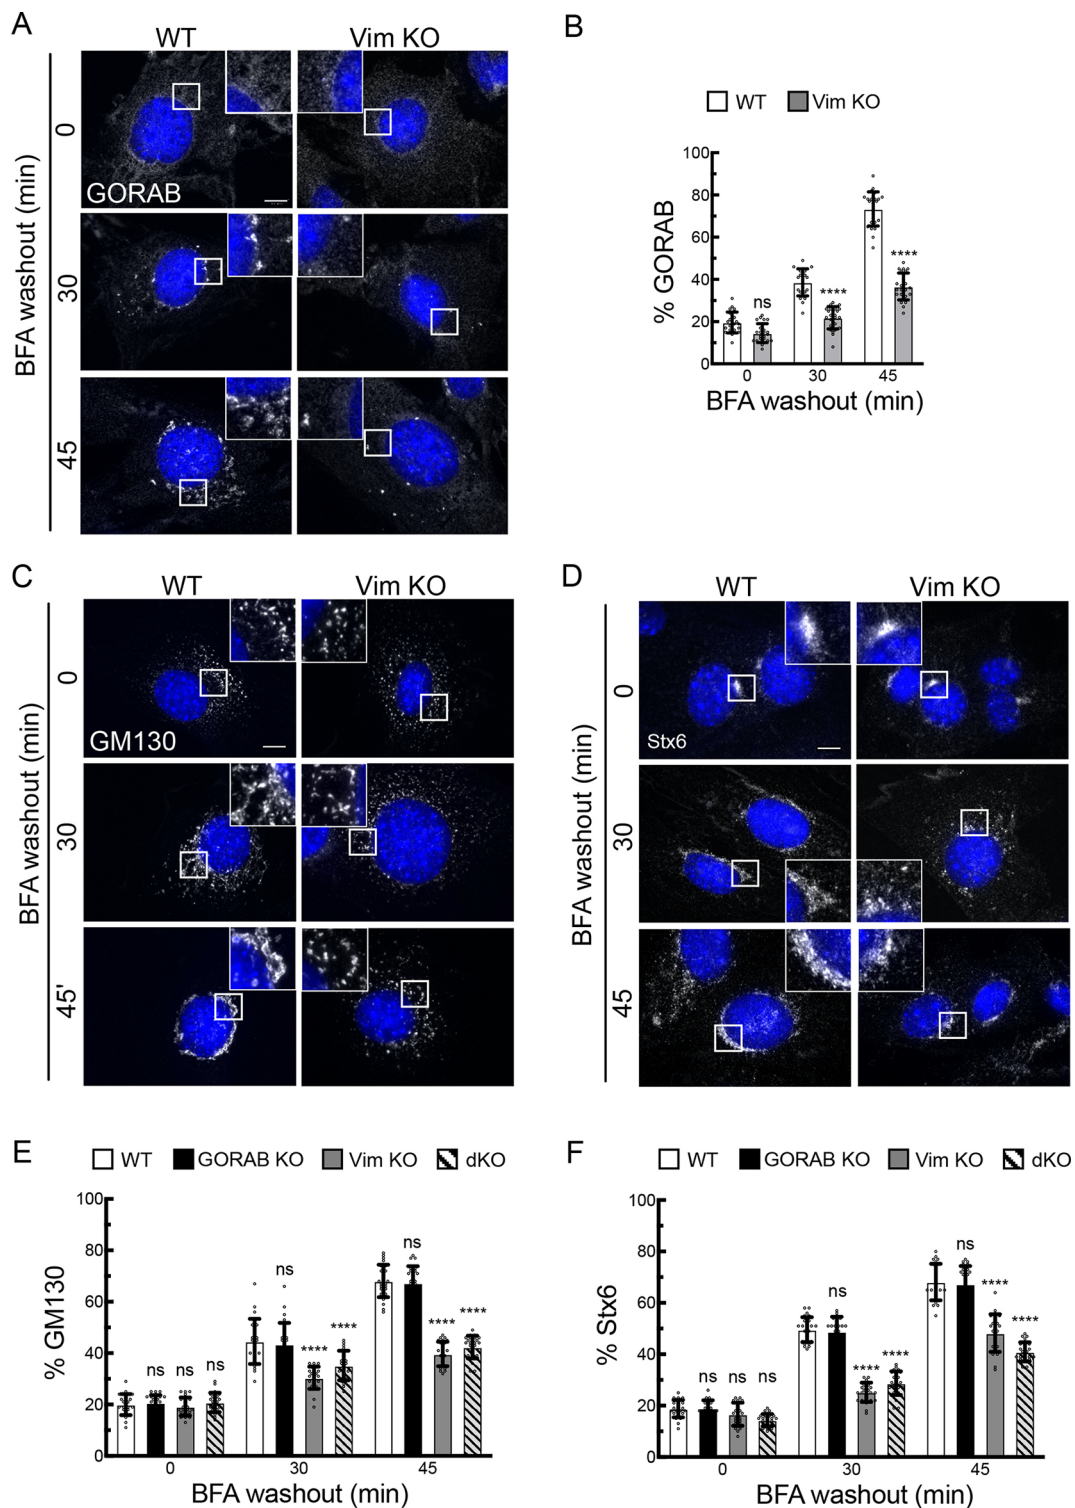 A
WT
Vim KO
BFA washout (min)
0
GORAB
30
45
B
WT
Vim KO
% GORAB
100
80
60
40
20
0
ns
****
****
0
30
45
BFA washout (min)
C
WT
Vim KO
BFA washout (min)
0
GM130
30
45'
D
WT
Vim KO
BFA washout (min)
0
Stx6
30
45
E
WT
GORAB KO
Vim KO
dKO
% GM130
100
80
60
40
20
0
ns
ns
ns
ns
****
****
ns
****
****
0
30
45
BFA washout (min)
F
WT
GORAB KO
Vim KO
dKO
% Stx6
100
80
60
40
20
0
ns
ns
ns
ns
****
****
ns
****
****
0
30
45
BFA washout (min)